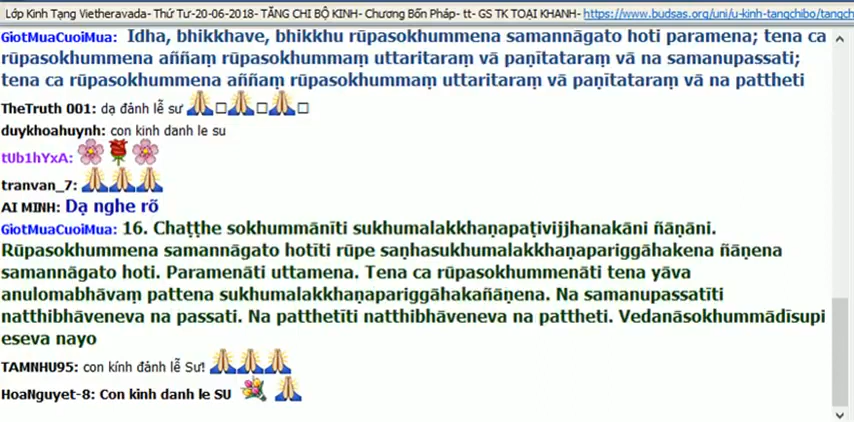 Lớp Kinh Tạng Vietheravada- Thứ Tư-20-06-2018- TĂNG CHI BỘ KINH- Chương Bốn Pháp- tt- GS TK TOẠI KHANH- https://www.budsas.org/uni/u-kinh-tangchibo/tangch
GiotMuaCuoiMua: Idha, bhikkhave, bhikkhu rūpasokhummena samannāgato hoti paramena; tena ca
rūpasokhummena aññaṃ rūpasokhummaṃ uttaritaraṃ vā paṇītataraṃ vā na samanupassati;
tena ca rūpasokhummena aññaṃ rūpasokhummaṃ uttaritaraṃ vā paṇītataraṃ vā na pattheti
TheTruth 001: dạ đảnh lễ sư 🙏□🙏□🙏□
duykhoahuynh: con kinh danh le su
tUb1hYxA: 🌸🌹🌸
tranvan_7: 🙏🙏🙏
AI MINH: Dạ nghe rõ
GiotMuaCuoiMua: 16. Chaṭṭhe sokhummānīti sukhumalakkhaṇapaṭivijjhanakāni ñāṇāni.
Rūpasokhummena samannāgato hotīti rūpe saṇhasukhumalakkhaṇapariggāhakena ñāṇena
samannāgato hoti. Paramenāti uttamena. Tena ca rūpasokhummenāti tena yāva
anulomabhāvaṃ pattena sukhumalakkhaṇapariggāhakañāṇena. Na samanupassatīti
natthibhāveneva na passati. Na patthetīti natthibhāveneva na pattheti. Vedanāsokhummādīsupi
eseva nayo
TAMNHU95: con kính đảnh lễ Sư! 🙏🙏🙏
HoaNguyet-8: Con kinh danh le SU 💐 🙏